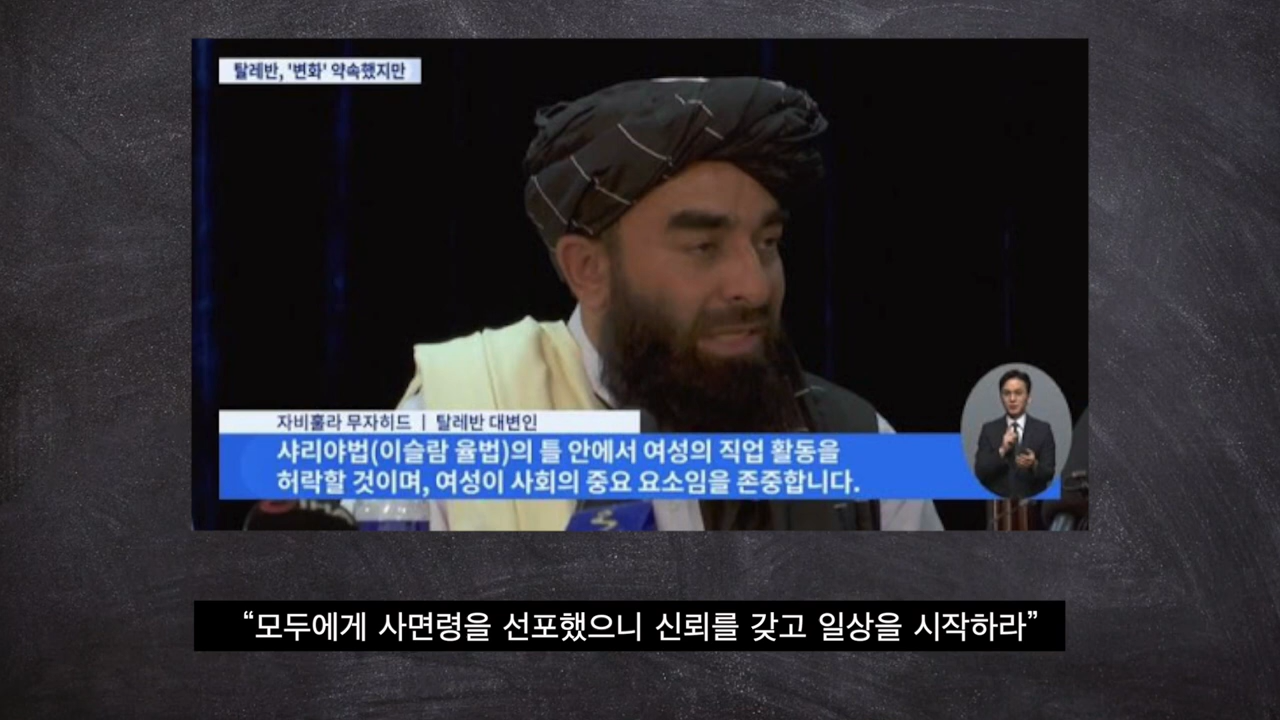 탈레반, '변화' 약속했지만
자비훌라 무자히드 | 탈레반 대변인
샤리야법(이슬람 율법)의 틀 안에서 여성의 직업 활동을
허락할 것이며, 여성이 사회의 중요 요소임을 존중합니다.
“모두에게 사면령을 선포했으니 신뢰를 갖고 일상을 시작하라”